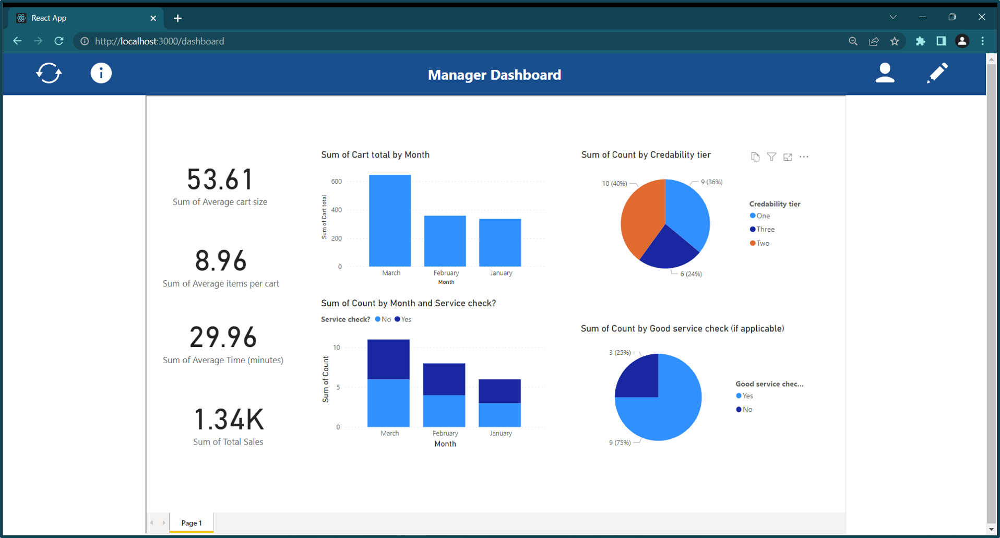 React App
http://localhost:3000/dashboard
Manager Dashboard
53.61
Sum of Average cart size
8.96
Sum of Average items per cart
29.96
Sum of Average Time (minutes)
1.34K
Sum of Total Sales
Sum of Cart total by Month
Sum of Cart total
600
400
200
0
March February January
Month
Sum of Count by Credability tier
10 (40%)
9 (36%)
6 (24%)
Credability tier
One
Three
Two
Sum of Count by Month and Service check?
Service check? No Yes
Sum of Count
10
5
0
March February January
Month
Sum of Count by Good service check (if applicable)
3 (25%)
9 (75%)
Good service chec...
Yes
No
Page 1